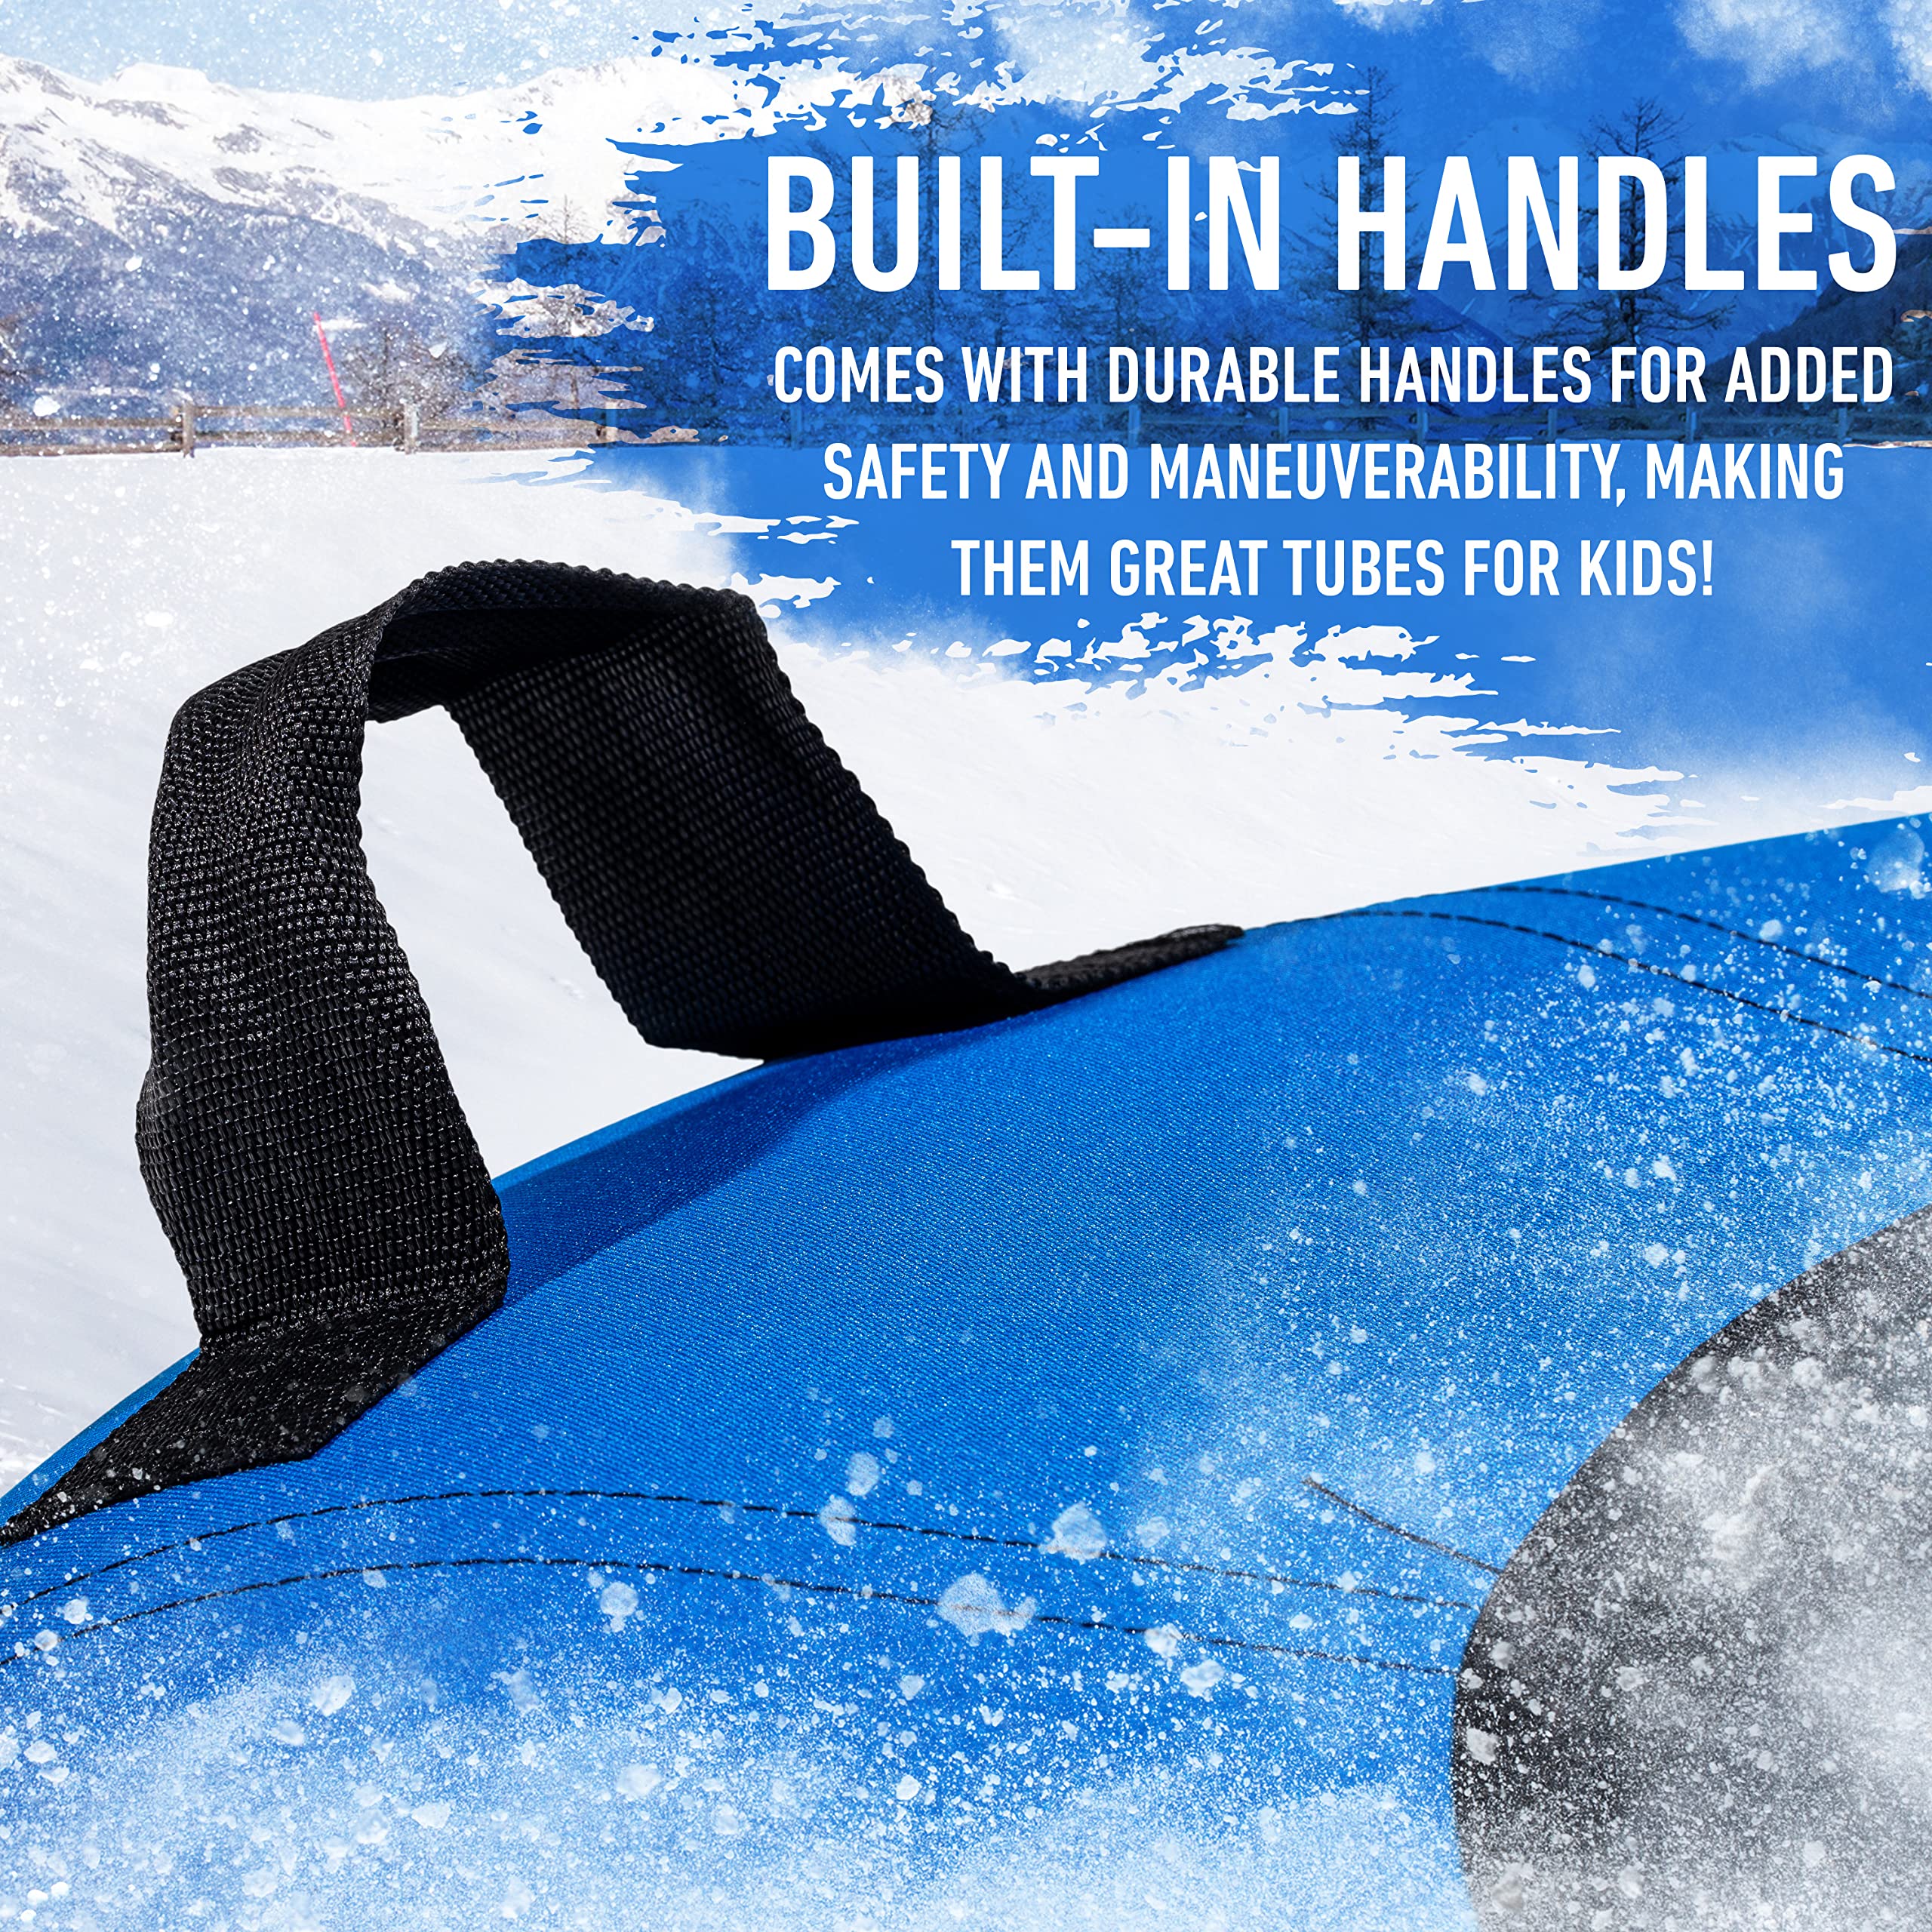 BUILT-IN HANDLES
COMES WITH DURABLE HANDLES FOR ADDED
SAFETY AND MANEUVERABILITY, MAKING
THEM GREAT TUBES FOR KIDS!